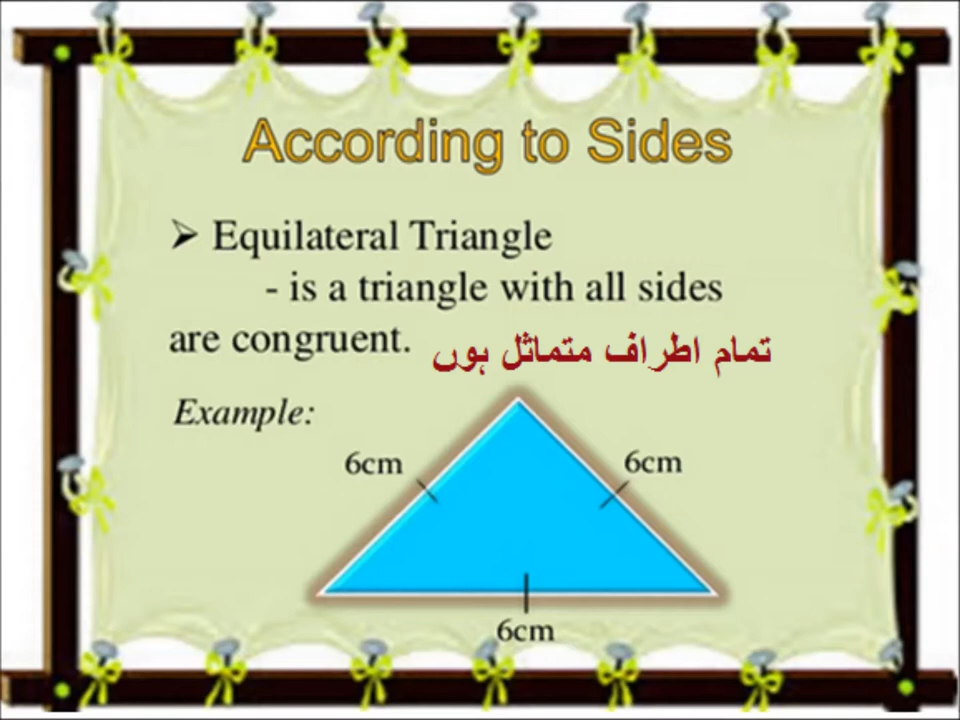 According to Sides
➢ Equilateral Triangle
- is a triangle with all sides
are congruent. تمام اطراف متماثل ہوں
Example:
6cm 6cm
6cm